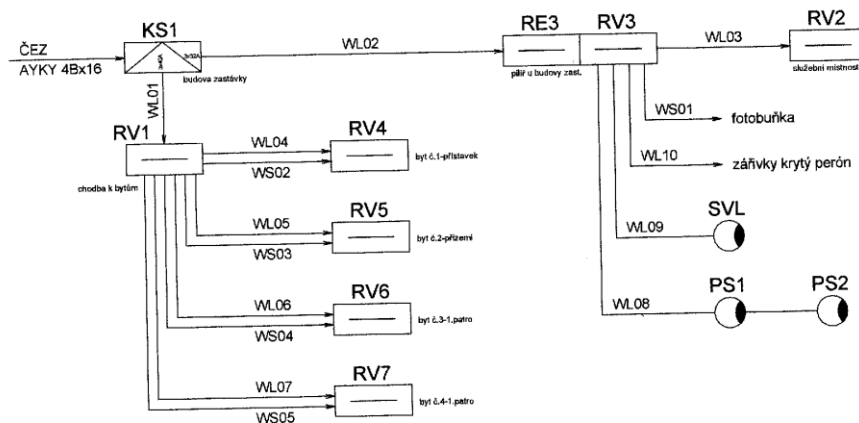 KS1
RE3
RV3
RV2
ČEZ
AYKY 4Bx16
WL02
WL03
budova zastávky
pilíř u budovy zast.
služební místnost
WL01
RV1
chodba k bytům
WL04
WS02
RV4
byt č.1-přístavek
WL05
WS03
RV5
byt č.2-přízemí
WL06
WS04
RV6
byt č.3-1.patro
WL07
WS05
RV7
byt č.4-1.patro
WS01
fotobuňka
WL10
zářivky krytý perón
WL09
SVL
WL08
PS1
PS2